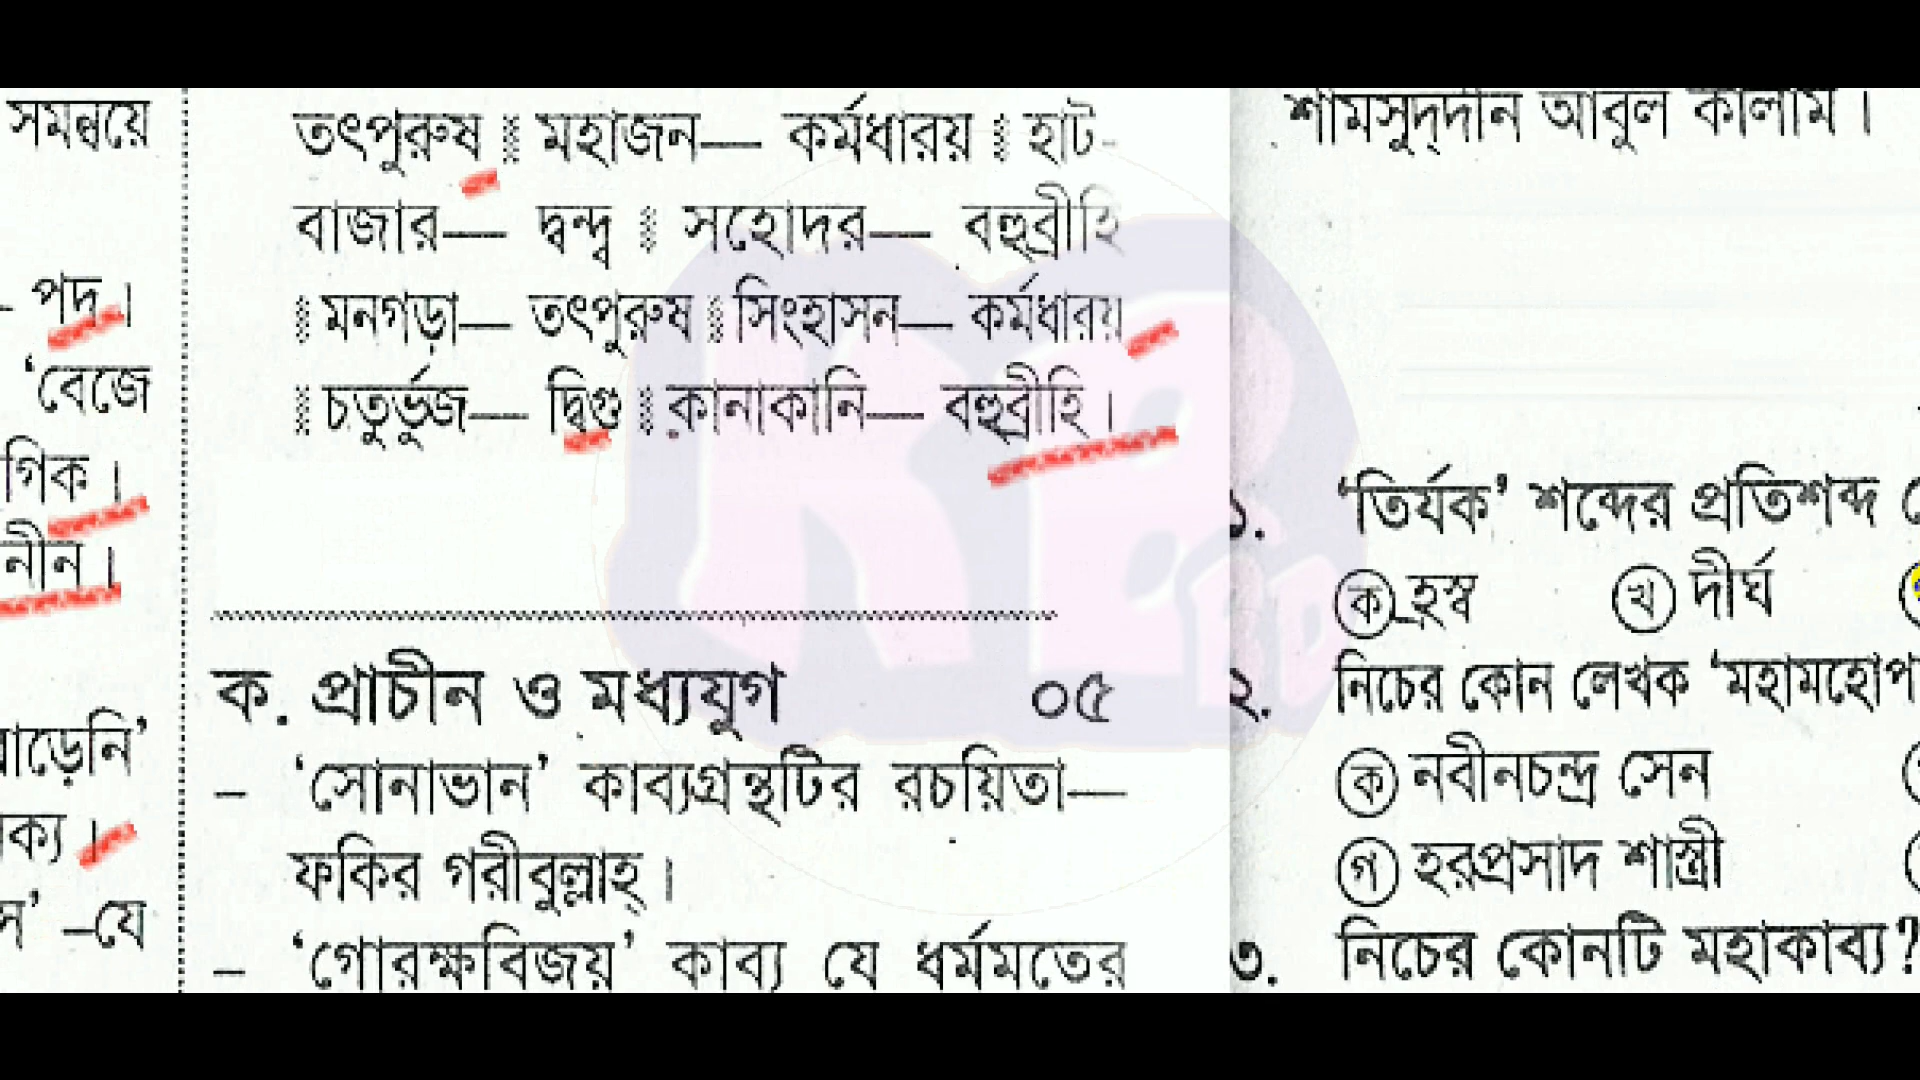 সমন্বয়ে
– পদ।
‘বেজে
গিক।
নীন।
াড়েনি’
ক্য।
স’ –যে
তৎপুরুষ ⁞ মহাজন— কর্মধারয় ⁞ হাট-
বাজার— দ্বন্দ্ব ⁞ সহোদর— বহুব্রীহি
⁞ মনগড়া— তৎপুরুষ ⁞ সিংহাসন— কর্মধারয়
⁞ চতুর্ভুজ— দ্বিগু ⁞ কানাকানি— বহুব্রীহি।
ক. প্রাচীন ও মধ্যযুগ ০৫
– ‘সোনাভান’ কাব্যগ্রন্থটির রচয়িতা—
ফকির গরীবুল্লাহ্।
– ‘গোরক্ষবিজয়’ কাব্য যে ধর্মমতের
শামসুদ্দীন আবুল কালাম।
১. ‘তির্যক’ শব্দের প্রতিশব্দ
ক হ্রস্ব খ দীর্ঘ
২. নিচের কোন লেখক ‘মহামহোপ
ক নবীনচন্দ্র সেন
গ হরপ্রসাদ শাস্ত্রী
৩. নিচের কোনটি মহাকাব্য?